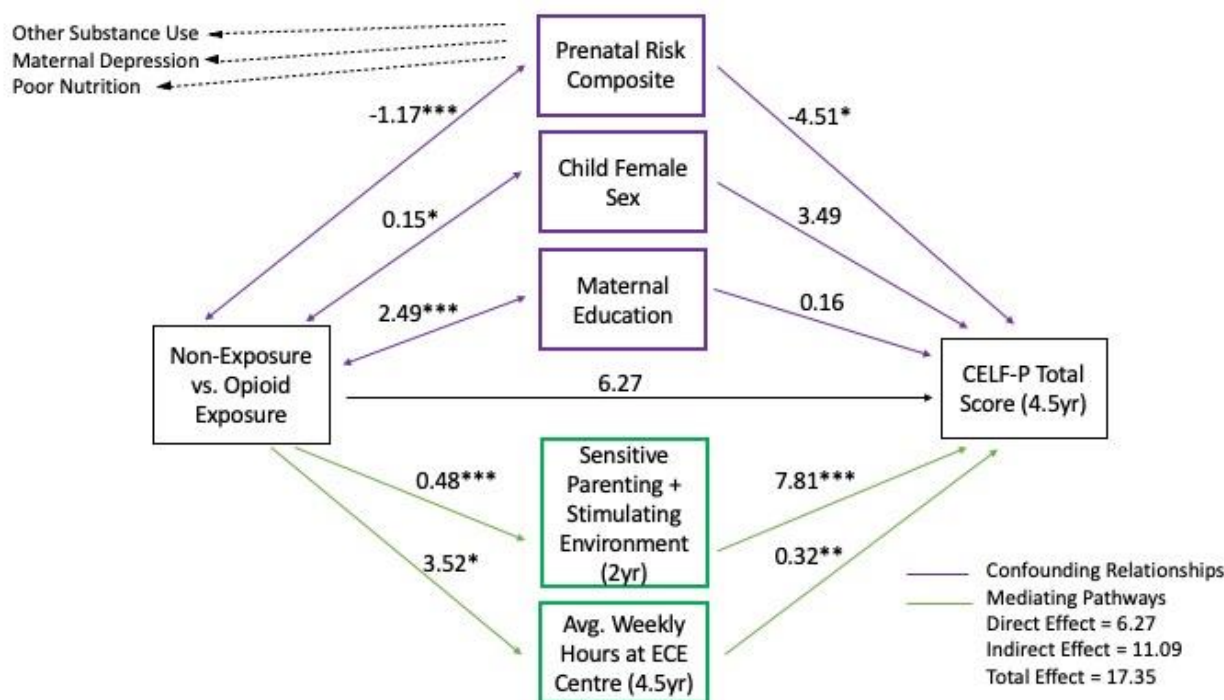 Other Substance Use
Maternal Depression
Poor Nutrition
Prenatal Risk
Composite
-1.17***
-4.51*
Child Female
Sex
0.15*
3.49
Maternal
Education
2.49***
0.16
Non-Exposure
vs. Opioid
Exposure
6.27
CELF-P Total
Score (4.5yr)
Sensitive
Parenting +
Stimulating
Environment
(2yr)
0.48***
7.81***
3.52*
0.32**
Avg. Weekly
Hours at ECE
Centre (4.5yr)
Confounding Relationships
Mediating Pathways
Direct Effect = 6.27
Indirect Effect = 11.09
Total Effect = 17.35